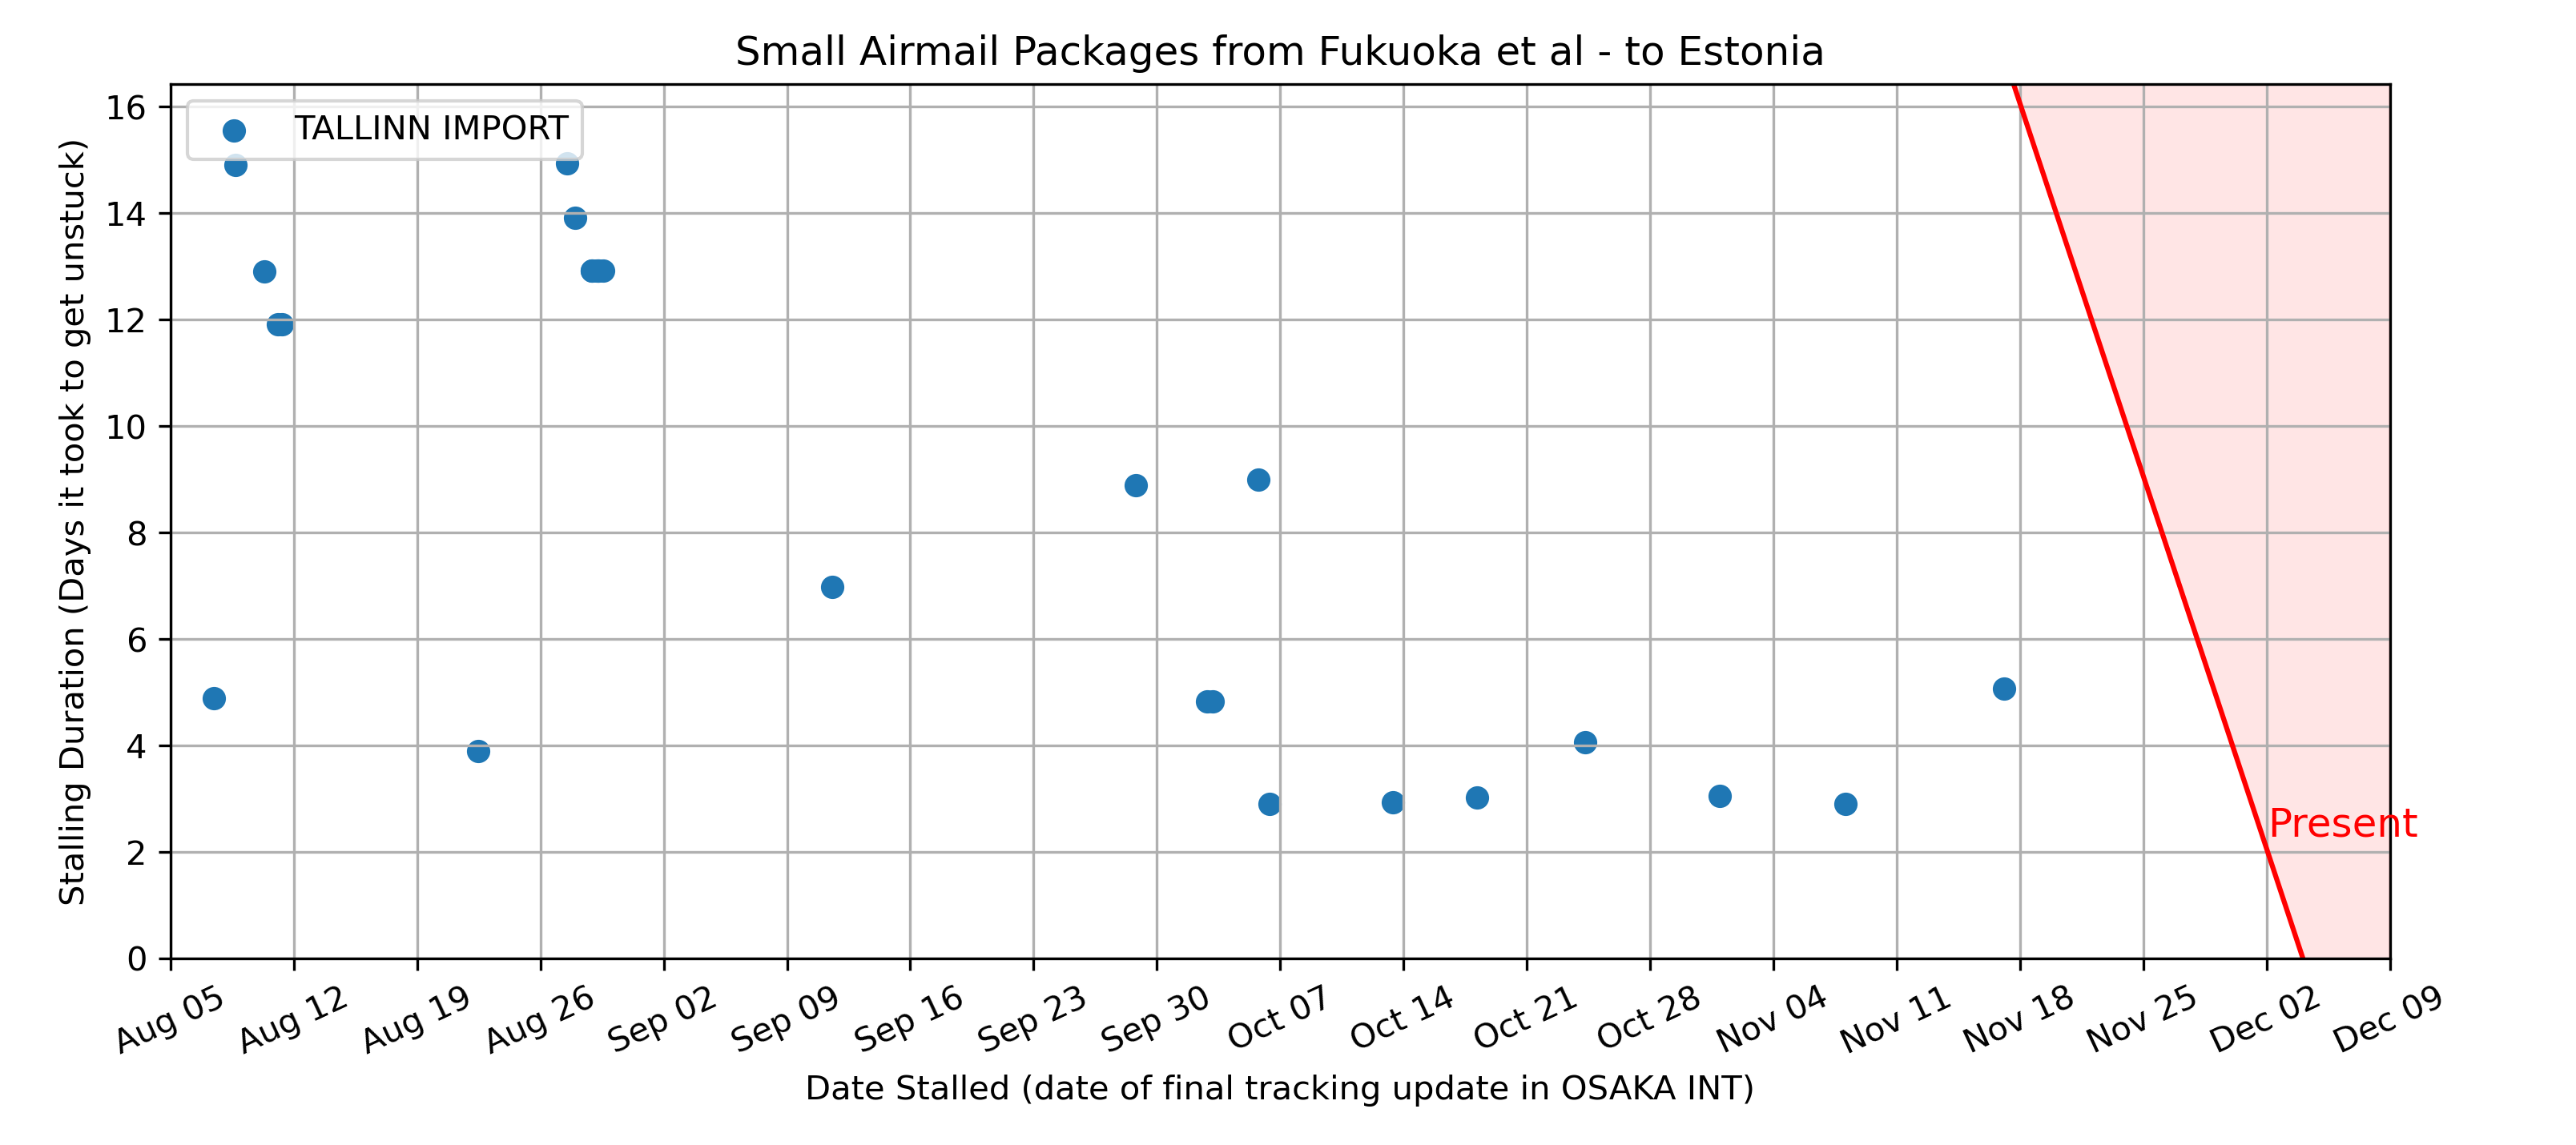 Small Airmail Packages from Fukuoka et al - to Estonia
TALLINN IMPORT
Stalling Duration (Days it took to get unstuck)
16
14
12
10
8
6
4
2
0
Present
Aug 05
Aug 12
Aug 19
Aug 26
Sep 02
Sep 09
Sep 16
Sep 23
Sep 30
Oct 07
Oct 14
Oct 21
Oct 28
Nov 04
Nov 11
Nov 18
Nov 25
Dec 02
Dec 09
Date Stalled (date of final tracking update in OSAKA INT)